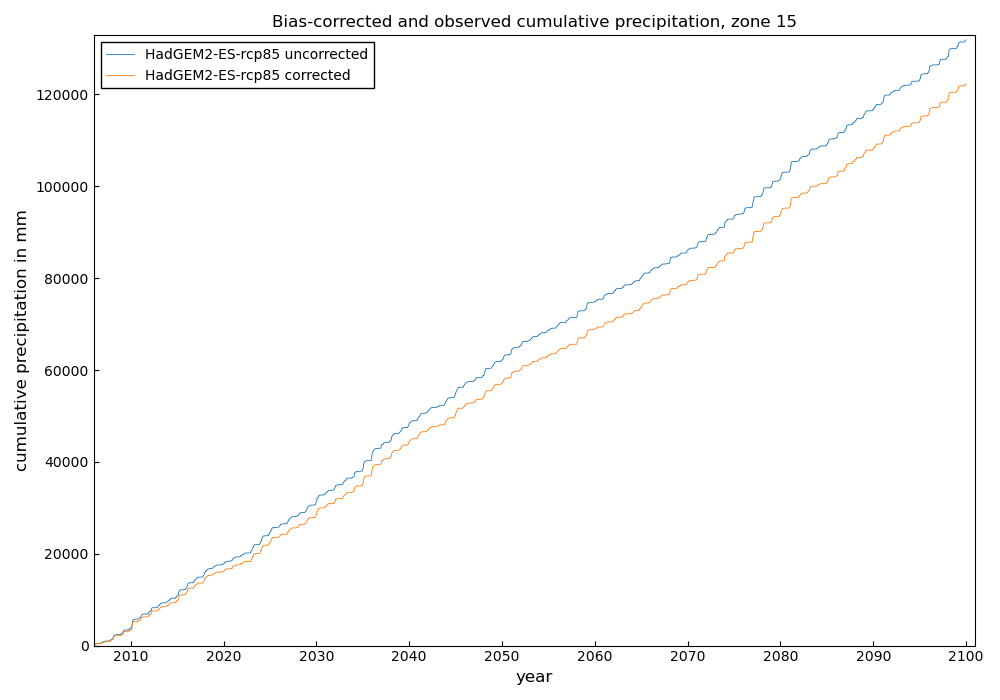 Bias-corrected and observed cumulative precipitation, zone 15
HadGEM2-ES-rcp85 uncorrected
HadGEM2-ES-rcp85 corrected
cumulative precipitation in mm
120000
100000
80000
60000
40000
20000
0
2010 2020 2030 2040 2050 2060 2070 2080 2090 2100
year